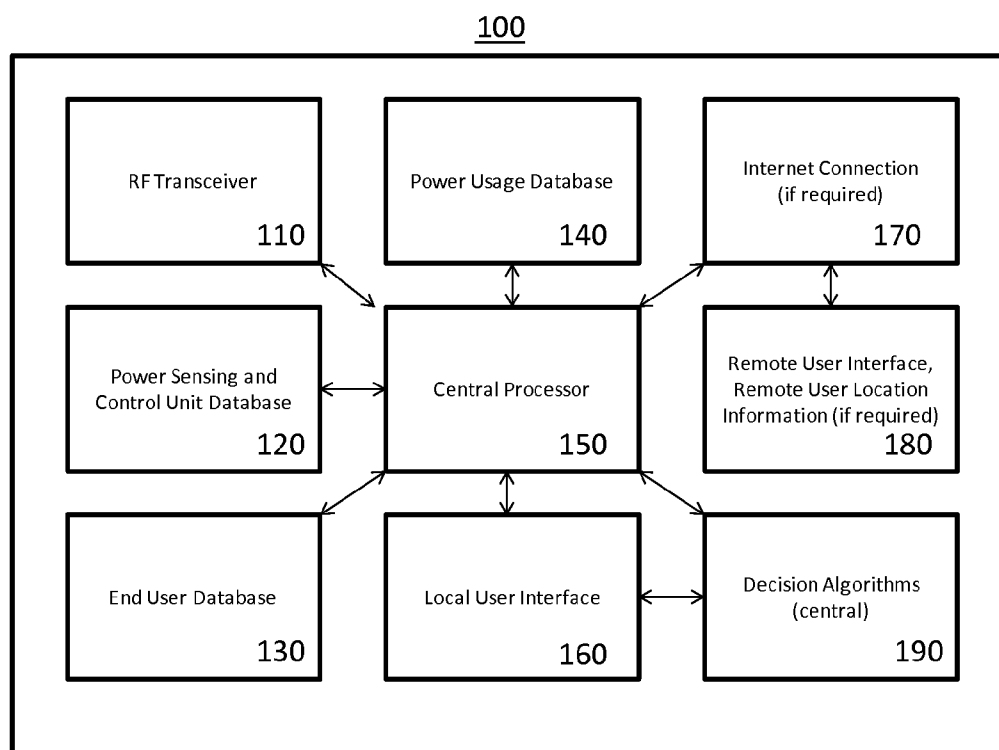 100
RF Transceiver
110
Power Usage Database
140
Internet Connection
(if required)
170
Power Sensing and
Control Unit Database
120
Central Processor
150
Remote User Interface,
Remote User Location
Information (if required)
180
End User Database
130
Local User Interface
160
Decision Algorithms
(central)
190